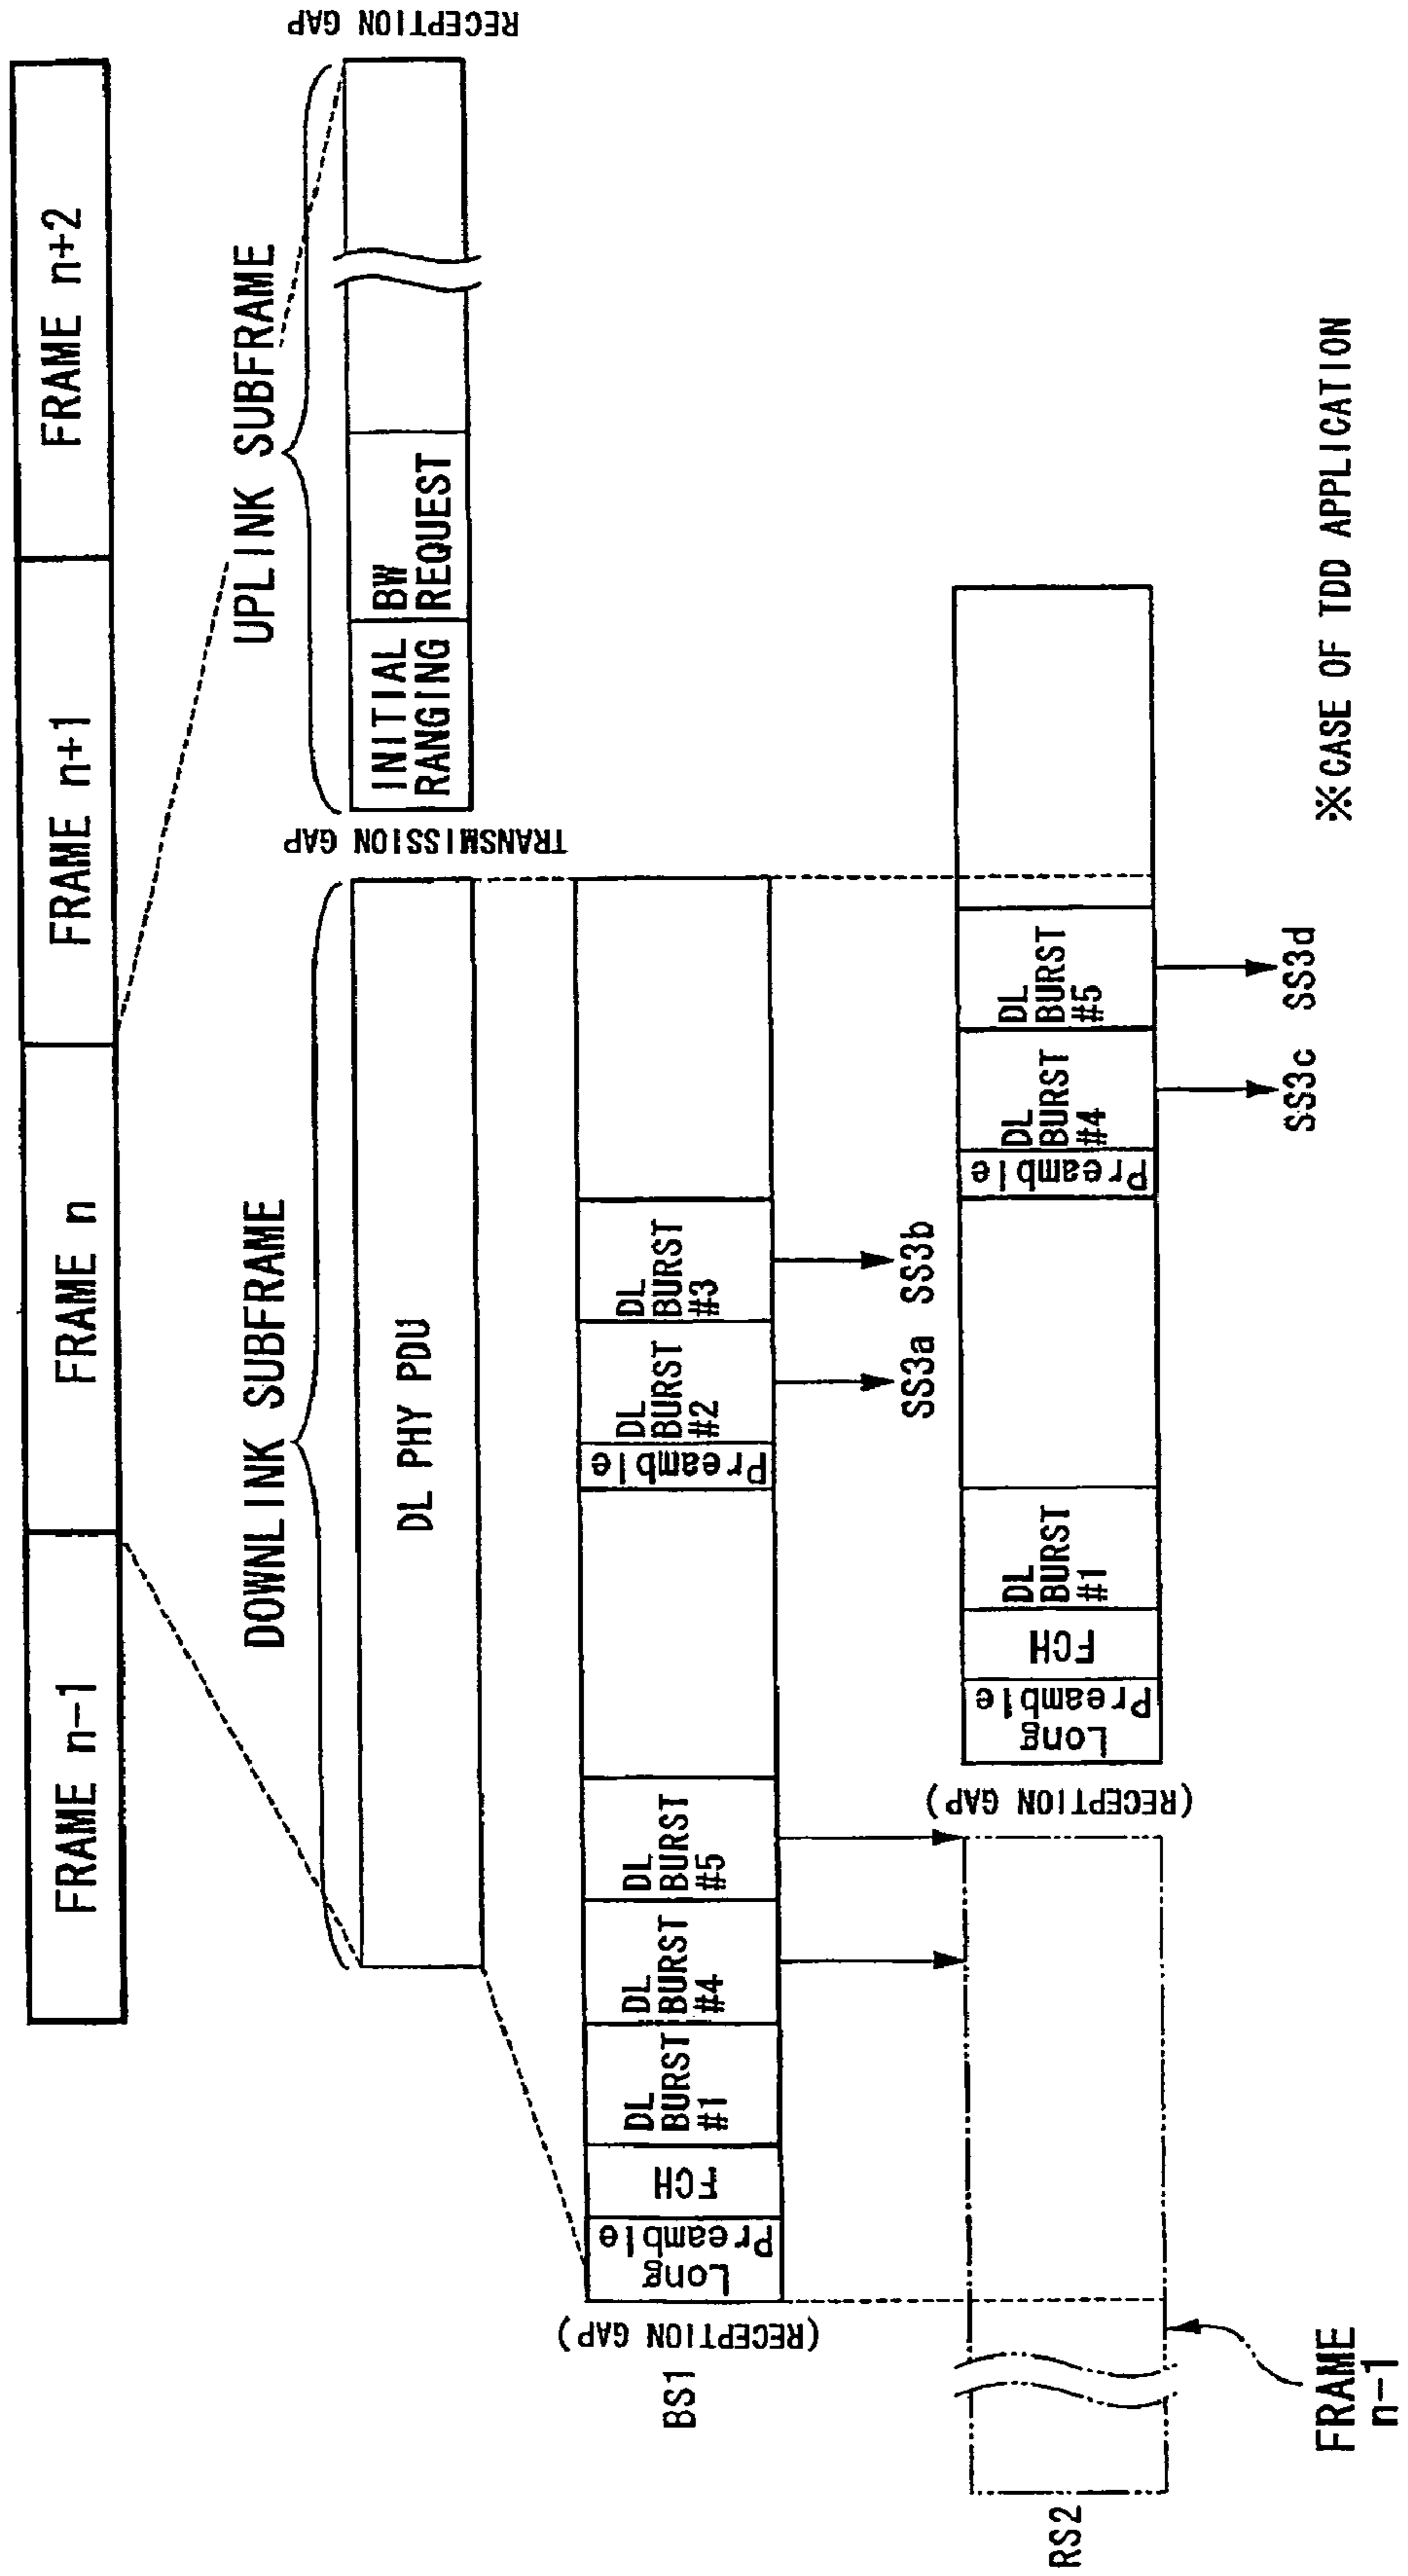 FRAME n-1
FRAME n
FRAME n+1
FRAME n+2
DOWNLINK SUBFRAME
UPLINK SUBFRAME
DL PHY PDU
TRANSMISSION GAP
INITIAL
RANGING
BW
REQUEST
RECEPTION GAP
BS1
(RECEPTION GAP)
Long
Preamble
FCH
DL
BURST
#1
DL
BURST
#4
DL
BURST
#5
Preamble
DL
BURST
#2
DL
BURST
#3
SS3a
SS3b
RS2
(RECEPTION GAP)
Long
Preamble
FCH
DL
BURST
#1
Preamble
DL
BURST
#4
DL
BURST
#5
SS3c
SS3d
FRAME
n-1
※CASE OF TDD APPLICATION